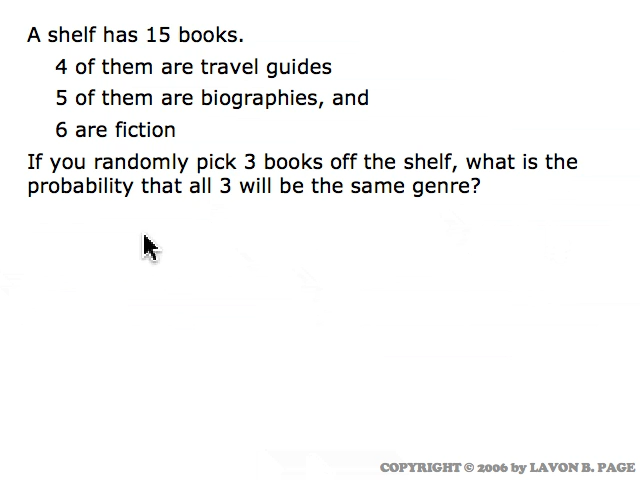 A shelf has 15 books.
4 of them are travel guides
5 of them are biographies, and
6 are fiction
If you randomly pick 3 books off the shelf, what is the
probability that all 3 will be the same genre?
COPYRIGHT © 2006 by LAVON B. PAGE